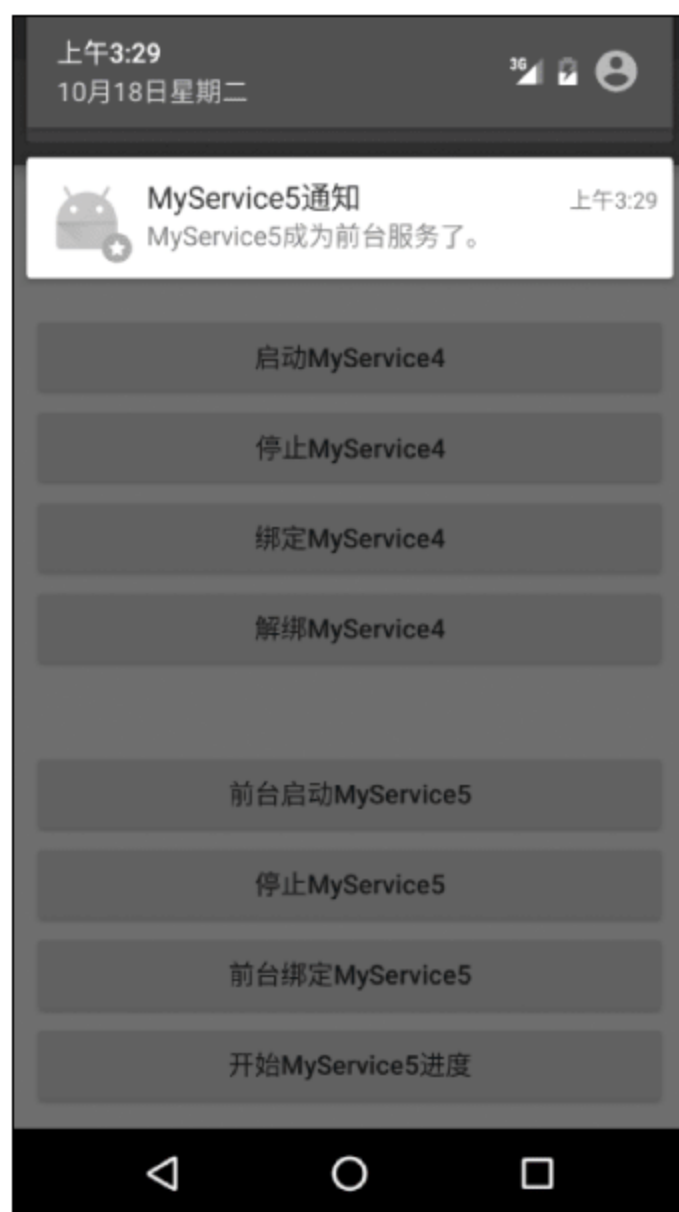 上午3:29
10月18日星期二
3G
MyService5通知 上午3:29
MyService5成为前台服务了。
启动MyService4
停止MyService4
绑定MyService4
解绑MyService4
前台启动MyService5
停止MyService5
前台绑定MyService5
开始MyService5进度